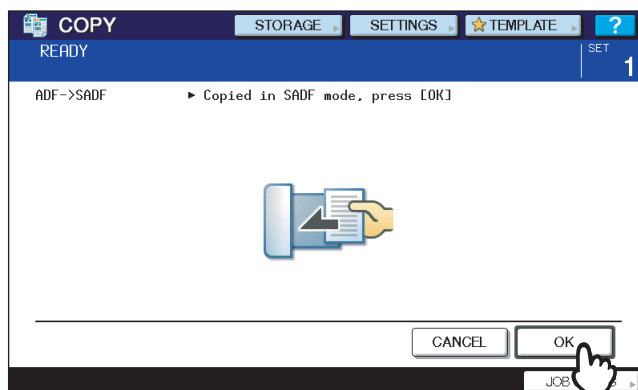 COPY STORAGE SETTINGS TEMPLATE ?
READY SET
1
ADF->SADF ► Copied in SADF mode, press [OK]
CANCEL OK
JOB